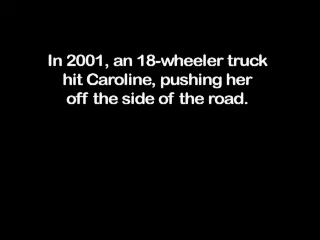 In 2001, an 18-wheeler truck
hit Caroline, pushing her
off the side of the road.